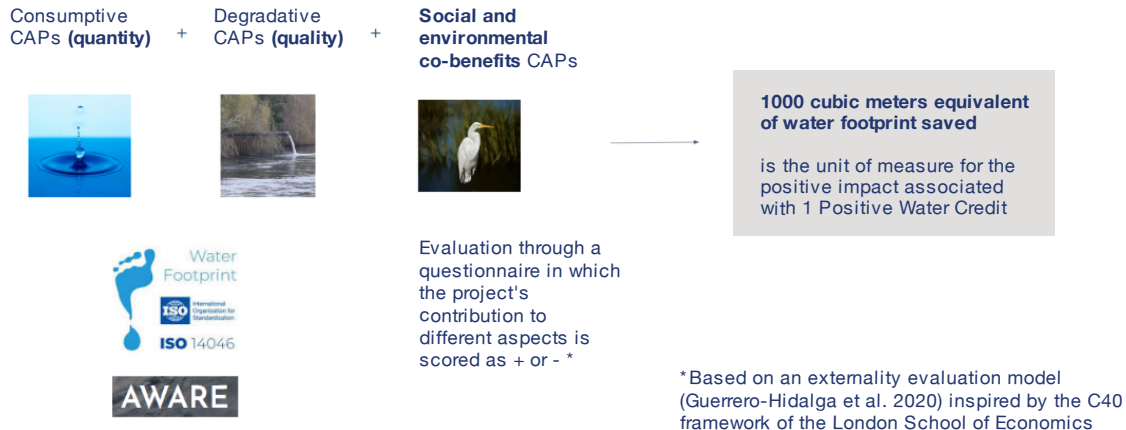 Consumptive
CAPs (quantity)
+
Degradative
CAPs (quality)
+
Social and
environmental
co-benefits CAPs
1000 cubic meters equivalent
of water footprint saved
is the unit of measure for the
positive impact associated
with 1 Positive Water Credit
Water
Footprint
ISO
International
Organization for
Standardization
ISO 14046
AWARE
Evaluation through a
questionnaire in which
the project's
contribution to
different aspects is
scored as + or - *
*Based on an externality evaluation model
(Guerrero-Hidalga et al. 2020) inspired by the C40
framework of the London School of Economics